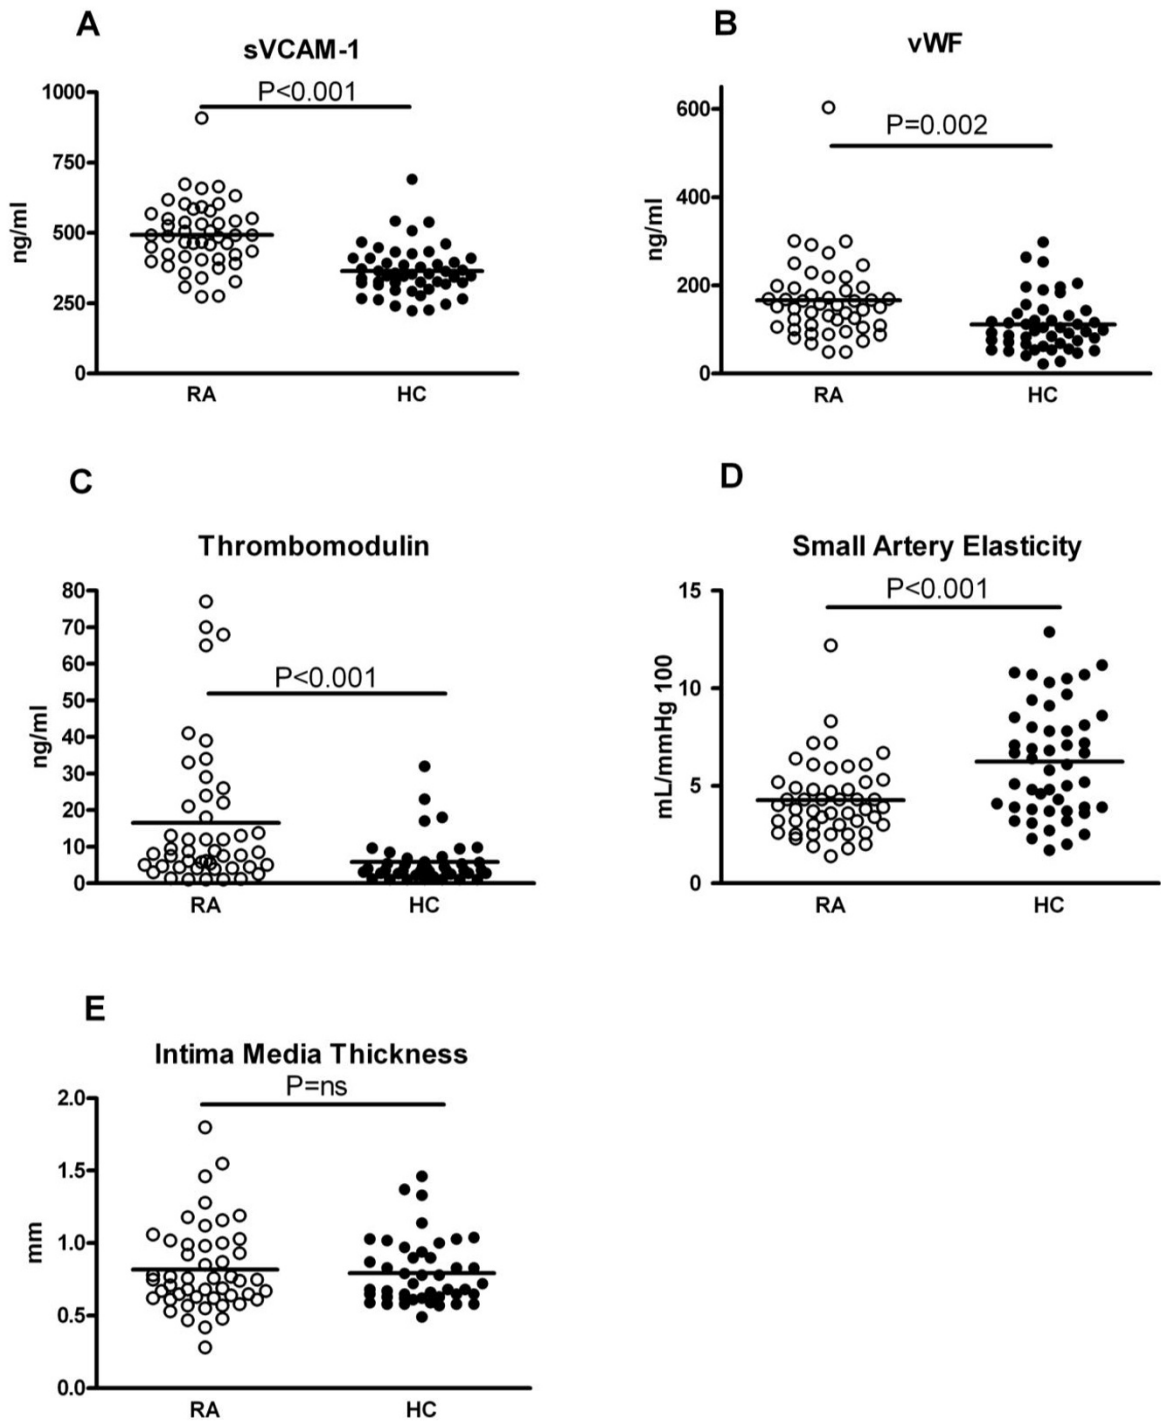 A
sVCAM-1
P<0.001
1000
750
500
250
0
ng/ml
RA HC
B
vWF
P=0.002
600
400
200
0
ng/ml
RA HC
C
Thrombomodulin
P<0.001
80
70
60
50
40
30
20
10
0
ng/ml
RA HC
D
Small Artery Elasticity
P<0.001
15
10
5
0
mL/mmHg 100
RA HC
E
Intima Media Thickness
P=ns
2.0
1.5
1.0
0.5
0.0
mm
RA HC